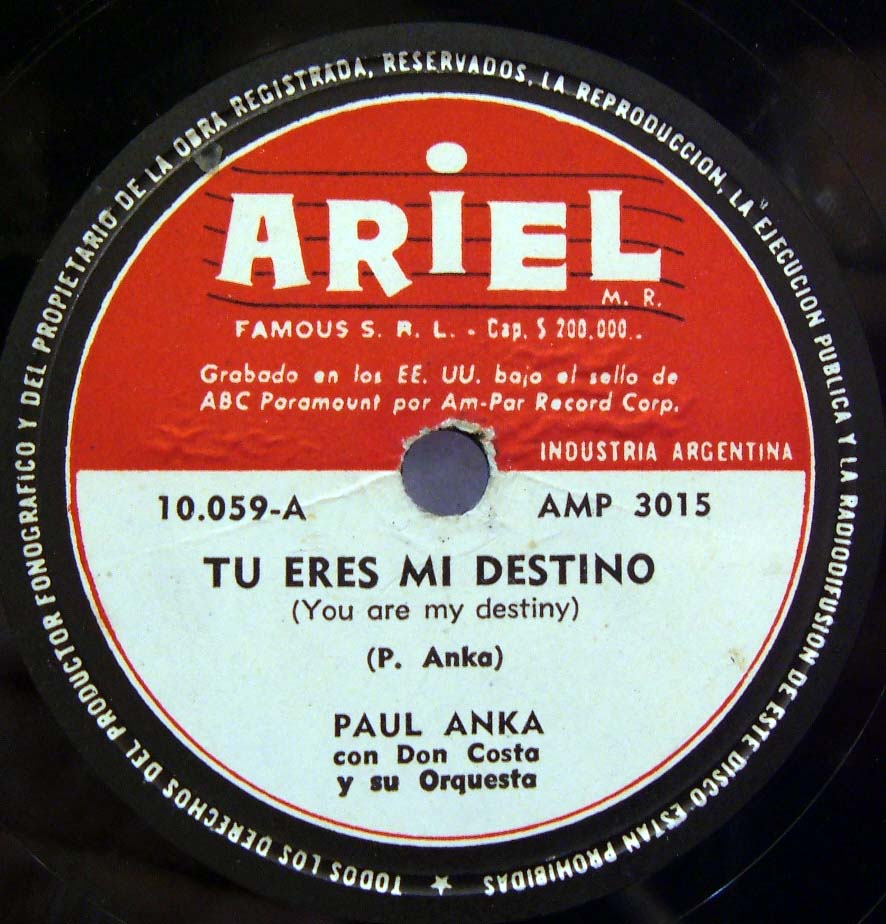 TODOS LOS DERECHOS DEL PRODUCTOR FONOGRAFICO Y DEL PROPIETARIO DE LA OBRA REGISTRADA, RESERVADOS, LA REPRODUCCION, LA EJECUCION PUBLICA Y LA RADIODIFUSION DE ESTE DISCO ESTAN PROHIBIDAS
ARiEL
M. R.
FAMOUS S. R. L. - Cap. $ 200.000..
Grabado en los EE. UU. bajo el sello de
ABC Paramount por Am-Par Record Corp.
INDUSTRIA ARGENTINA
10.059-A AMP 3015
TU ERES MI DESTINO
(You are my destiny)
(P. Anka)
PAUL ANKA
con Don Costa
y su Orquesta